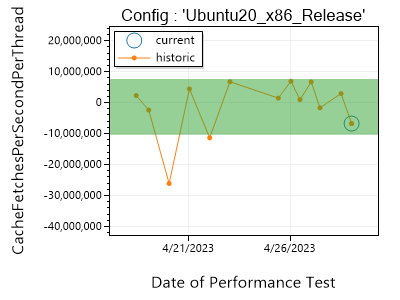 Config : 'Ubuntu20_x86_Release'
CacheFetchesPerSecondPerThread
20,000,000
10,000,000
0
-10,000,000
-20,000,000
-30,000,000
-40,000,000
current
historic
4/21/2023
4/26/2023
Date of Performance Test